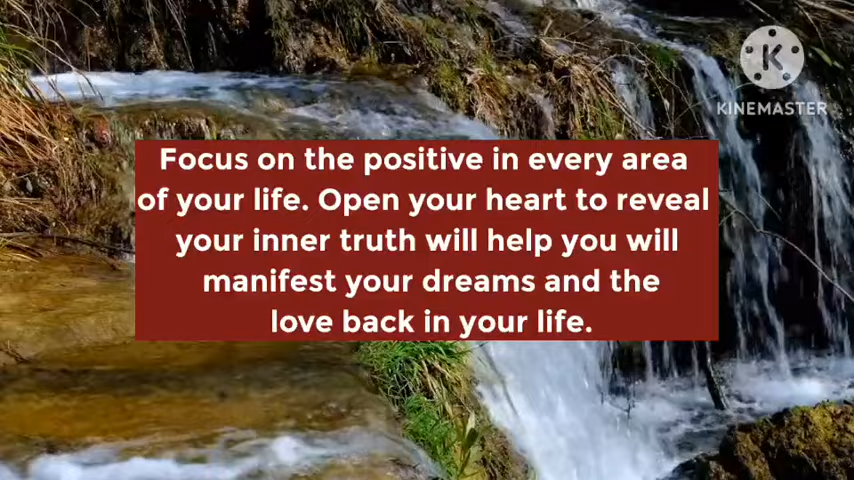 K
KINEMASTER
Focus on the positive in every area
of your life. Open your heart to reveal
your inner truth will help you will
manifest your dreams and the
love back in your life.